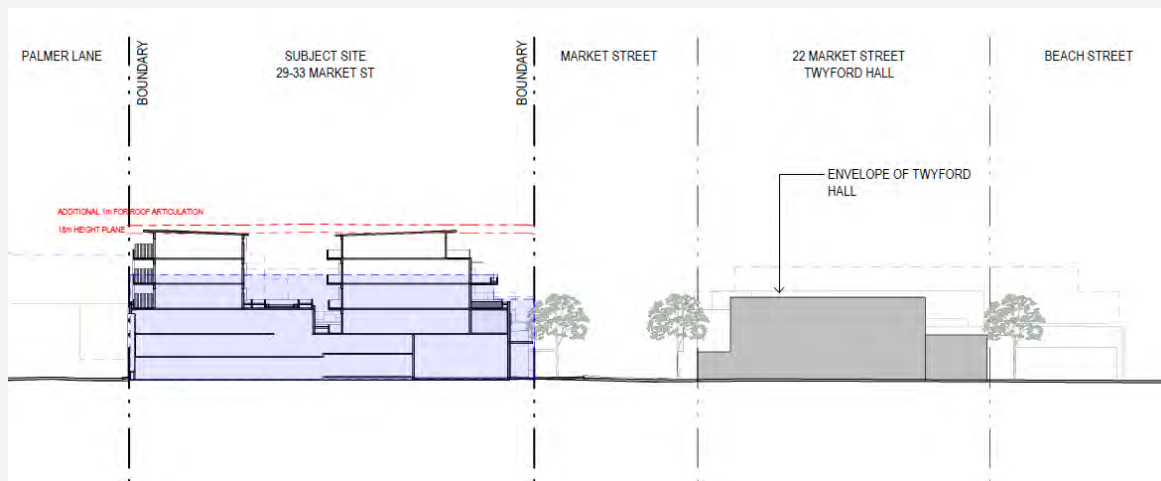 PALMER LANE
BOUNDARY
SUBJECT SITE
29-33 MARKET ST
BOUNDARY
MARKET STREET
22 MARKET STREET
TWYFORD HALL
BEACH STREET
ENVELOPE OF TWYFORD
HALL
ADDITIONAL 1m FOR ROOF ARTICULATION
18m HEIGHT PLANE